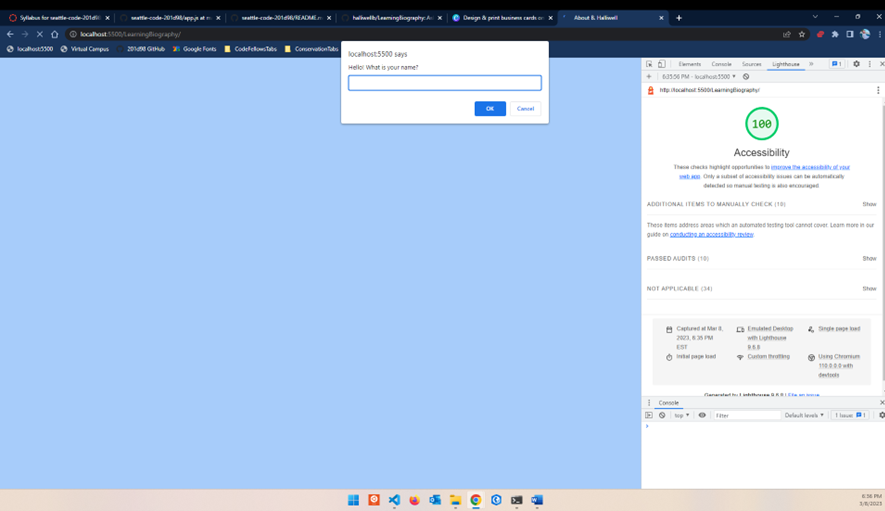 Syllabus for seattle-code-201d98
seattle-code-201d98/app.js at m
seattle-code-201d98/README.m
halliwellb/LearningBiography: A
Design & print business cards on
About B. Halliwell
localhost:5500/LearningBiography/
localhost:5500
Virtual Campus
201d98 GitHub
Google Fonts
CodeFellowsTabs
ConservationTabs
localhost:5500 says
Hello! What is your name?
OK
Cancel
Elements
Console
Sources
Lighthouse
1
6:35:56 PM - localhost:5500
http://localhost:5500/LearningBiography/
100
Accessibility
These checks highlight opportunities to improve the accessibility of your
web app. Only a subset of accessibility issues can be automatically
detected so manual testing is also encouraged.
ADDITIONAL ITEMS TO MANUALLY CHECK (10)
Show
These items address areas which an automated testing tool cannot cover. Learn more in our
guide on conducting an accessibility review.
PASSED AUDITS (10)
Show
NOT APPLICABLE (34)
Show
Captured at Mar 8,
2023, 6:35 PM
EST
Emulated Desktop
with Lighthouse
9.6.8
Single page load
Initial page load
Custom throttling
Using Chromium
110.0.0.0 with
devtools
Generated by Lighthouse 9.6.8 | File an issue
Console
top
Filter
Default levels
1 Issue: 1
6:36 PM
3/8/2023